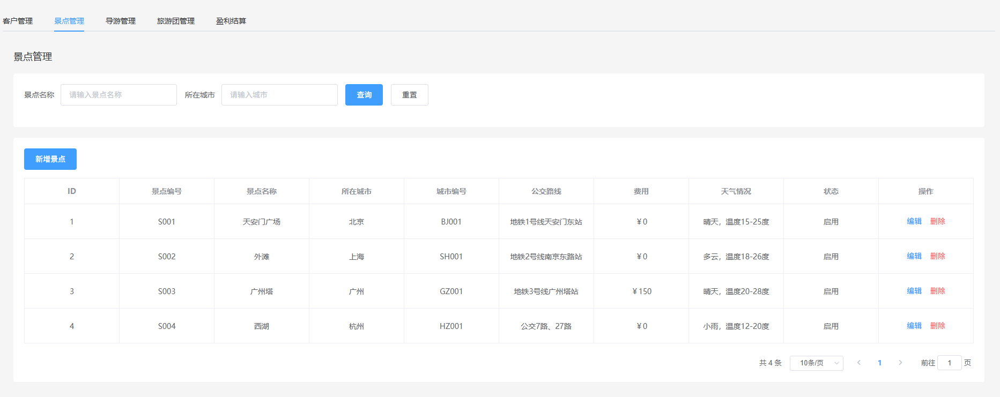 客户管理 景点管理 导游管理 旅游团管理 盈利结算
景点管理
景点名称 请输入景点名称 所在城市 请输入城市 查询 重置
新增景点
ID 景点编号 景点名称 所在城市 城市编号 公交路线 费用 天气情况 状态 操作
1 S001 天安门广场 北京 BJ001 地铁1号线天安门东站 ￥0 晴天，温度15-25度 启用 编辑 删除
2 S002 外滩 上海 SH001 地铁2号线南京东路站 ￥0 多云，温度18-26度 启用 编辑 删除
3 S003 广州塔 广州 GZ001 地铁3号线广州塔站 ￥150 晴天，温度20-28度 启用 编辑 删除
4 S004 西湖 杭州 HZ001 公交7路、27路 ￥0 小雨，温度12-20度 启用 编辑 删除
共 4 条 10条/页 1 前往 1 页